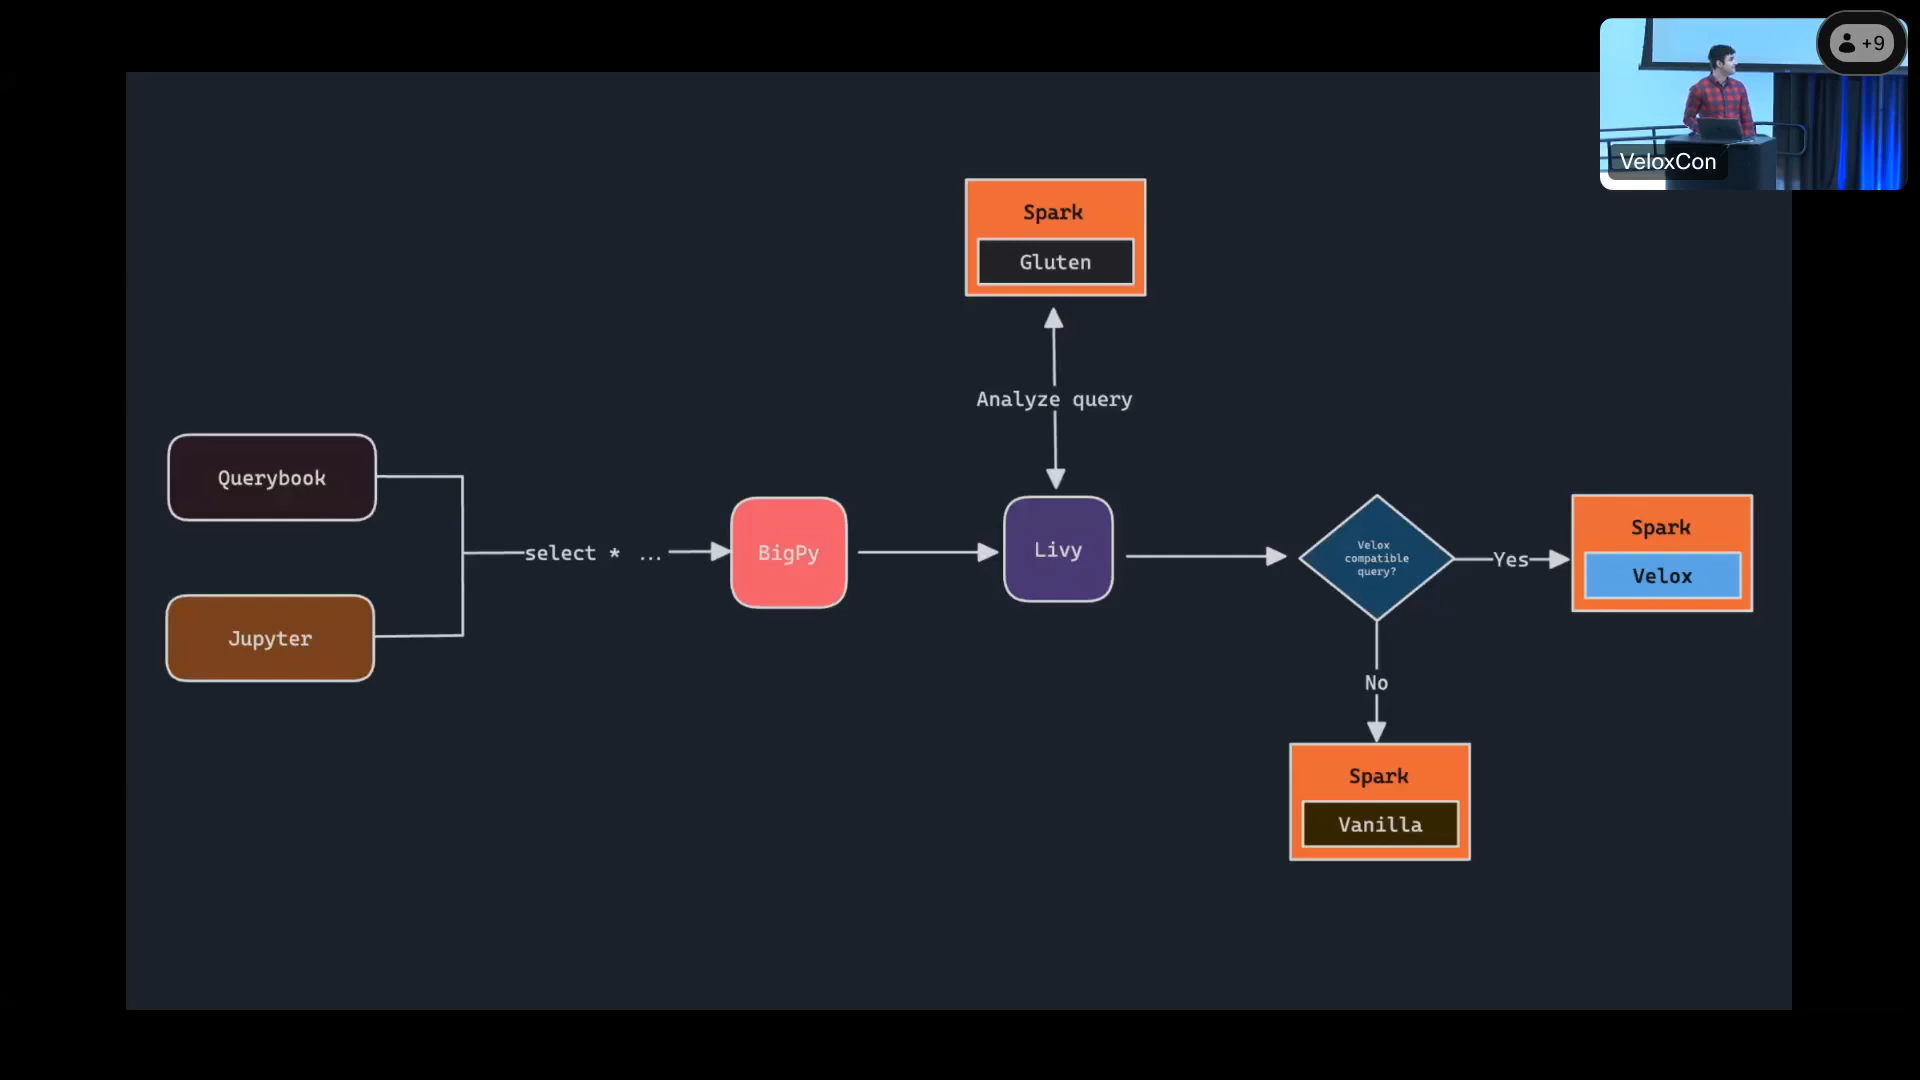 +9
VeloxCon
Spark
Gluten
Analyze query
Querybook
Jupyter
select * ...
BigPy
Livy
Velox
compatible
query?
Yes
Spark
Velox
No
Spark
Vanilla